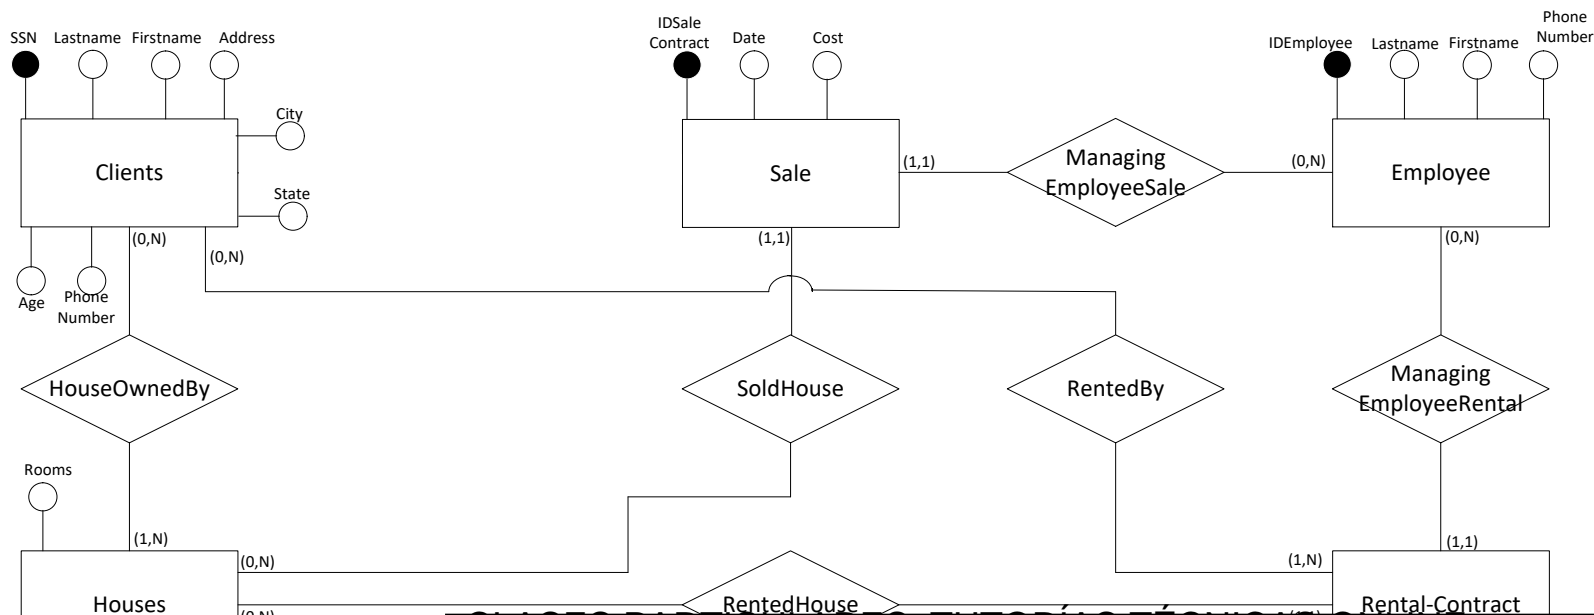 IDSale
Contract
Phone
Number
SSN
Lastname
Firstname
Address
Date
Cost
IDEmployee
Lastname
Firstname
City
Clients
Sale
(1,1)
Managing
EmployeeSale
(0,N)
Employee
State
(0,N)
(0,N)
(1,1)
(0,N)
Age
Phone
Number
HouseOwnedBy
SoldHouse
RentedBy
Managing
EmployeeRental
Rooms
(1,N)
(0,N)
(1,N)
(1,1)
Houses
(0,N)
RentedHouse
Rental-Contract